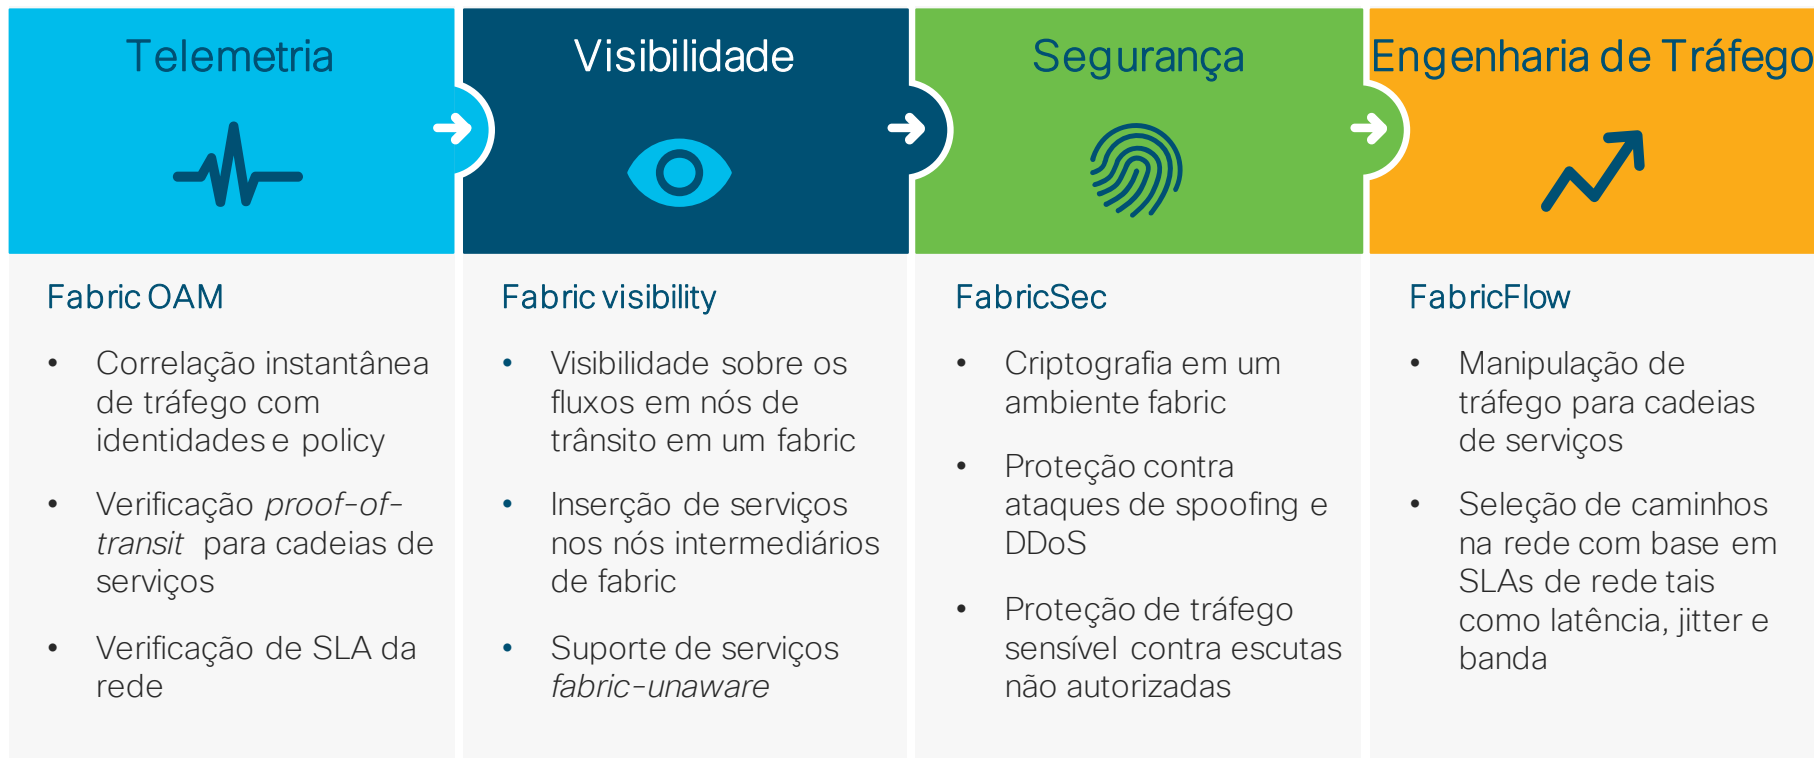 Telemetria
Visibilidade
Segurança
Engenharia de Tráfego
Fabric OAM
• Correlação instantânea
de tráfego com
identidades e policy
• Verificação proof-of-
transit para cadeias de
serviços
• Verificação de SLA da
rede
Fabric visibility
• Visibilidade sobre os
fluxos em nós de
trânsito em um fabric
• Inserção de serviços
nos nós intermediários
de fabric
• Suporte de serviços
fabric-unaware
FabricSec
• Criptografia em um
ambiente fabric
• Proteção contra
ataques de spoofing e
DDoS
• Proteção de tráfego
sensível contra escutas
não autorizadas
FabricFlow
• Manipulação de
tráfego para cadeias
de serviços
• Seleção de caminhos
na rede com base em
SLAs de rede tais
como latência, jitter e
banda